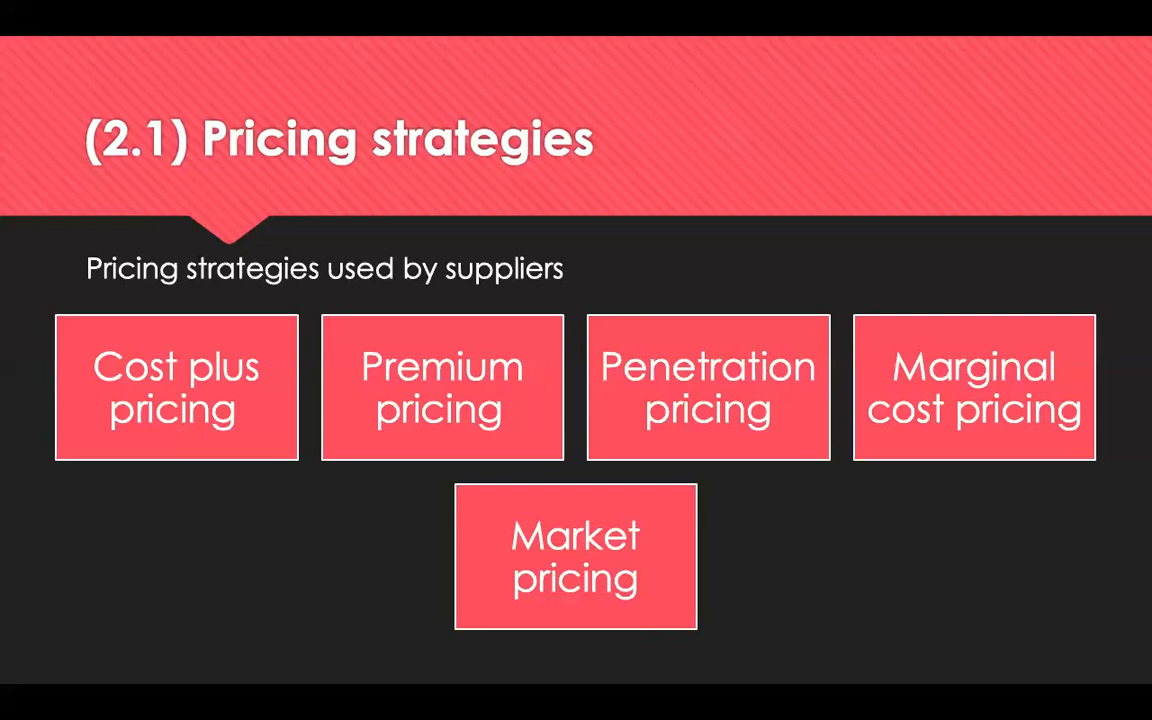 (2.1) Pricing strategies
Pricing strategies used by suppliers
Cost plus
pricing
Premium
pricing
Penetration
pricing
Marginal
cost pricing
Market
pricing